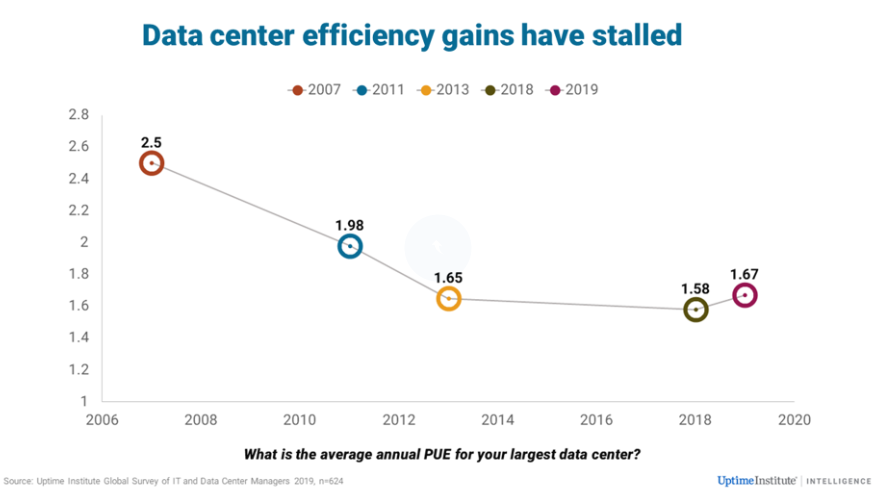 Data center efficiency gains have stalled
2007 2011 2013 2018 2019
2.8
2.6
2.5
2.4
2.2
1.98
2
1.8
1.65
1.58
1.67
1.6
1.4
1.2
1
2006 2008 2010 2012 2014 2016 2018 2020
What is the average annual PUE for your largest data center?
Source: Uptime Institute Global Survey of IT and Data Center Managers 2019, n=624
UptimeInstitute® | INTELLIGENCE